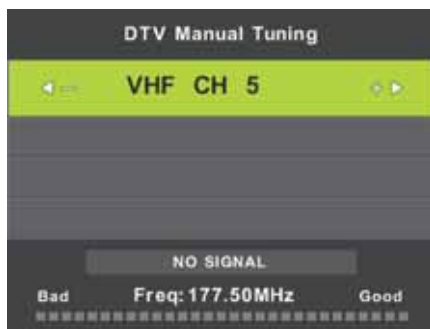 DTV Manual Tuning
VHF CH 5
NO SIGNAL
Bad Freq:177.50MHz Good